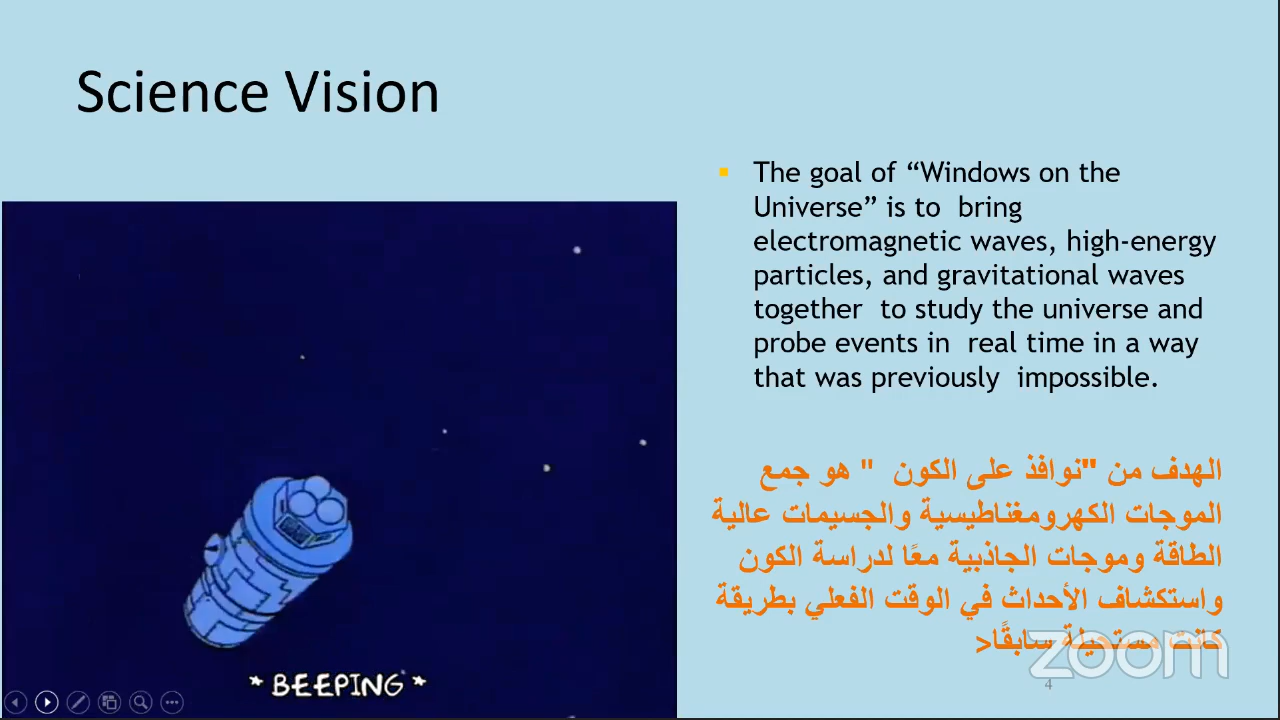 Science Vision
The goal of “Windows on the
Universe” is to bring
electromagnetic waves, high-energy
particles, and gravitational waves
together to study the universe and
probe events in real time in a way
that was previously impossible.
الهدف من "نوافذ على الكون " هو جمع
الموجات الكهرومغناطيسية والجسيمات عالية
الطاقة وموجات الجاذبية معًا لدراسة الكون
واستكشاف الأحداث في الوقت الفعلي بطريقة
كانت مستحيلة سابقًا<
* BEEPING *
zoom
4